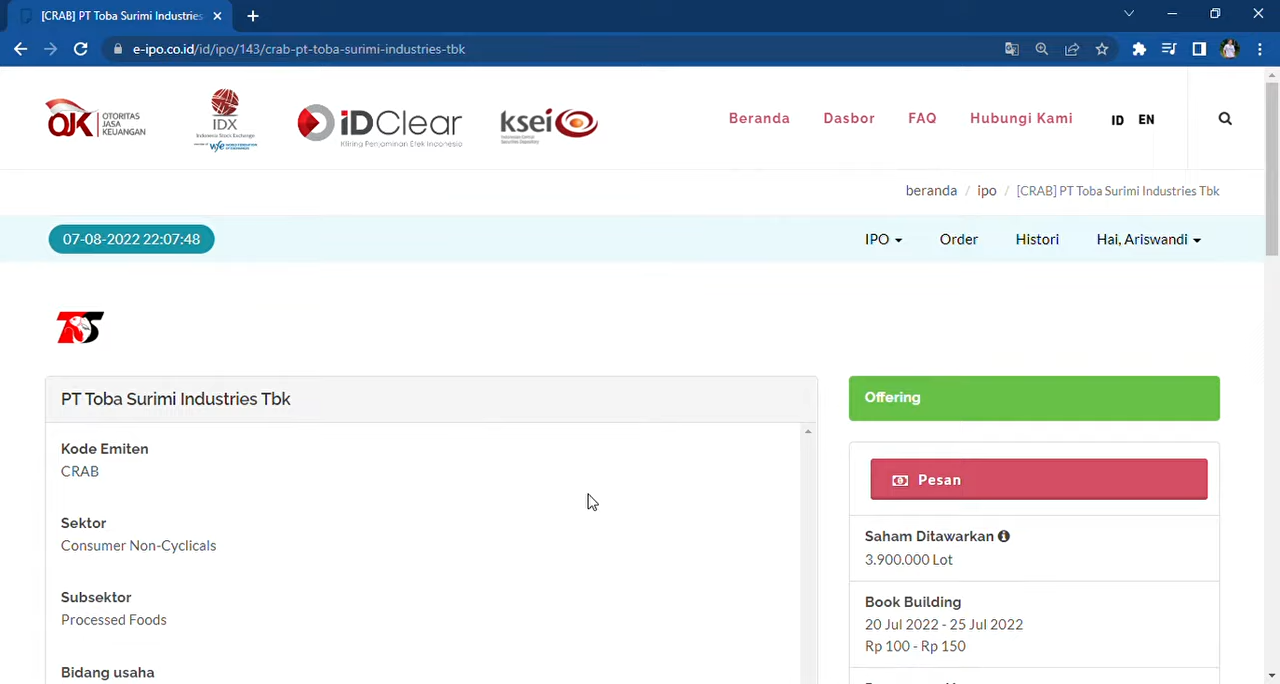 [CRAB] PT Toba Surimi Industries
e-ipo.co.id/id/ipo/143/crab-pt-toba-surimi-industries-tbk
OJK OTORITAS JASA KEUANGAN
IDX
Indonesia Stock Exchange
iDClear
Kliring Penjaminan Efek Indonesia
ksei
Beranda
Dasbor
FAQ
Hubungi Kami
ID
EN
beranda / ipo / [CRAB] PT Toba Surimi Industries Tbk
07-08-2022 22:07:48
IPO
Order
Histori
Hai, Ariswandi
PT Toba Surimi Industries Tbk
Kode Emiten
CRAB
Sektor
Consumer Non-Cyclicals
Subsektor
Processed Foods
Bidang usaha
Offering
Pesan
Saham Ditawarkan
3.900.000 Lot
Book Building
20 Jul 2022 - 25 Jul 2022
Rp 100 - Rp 150